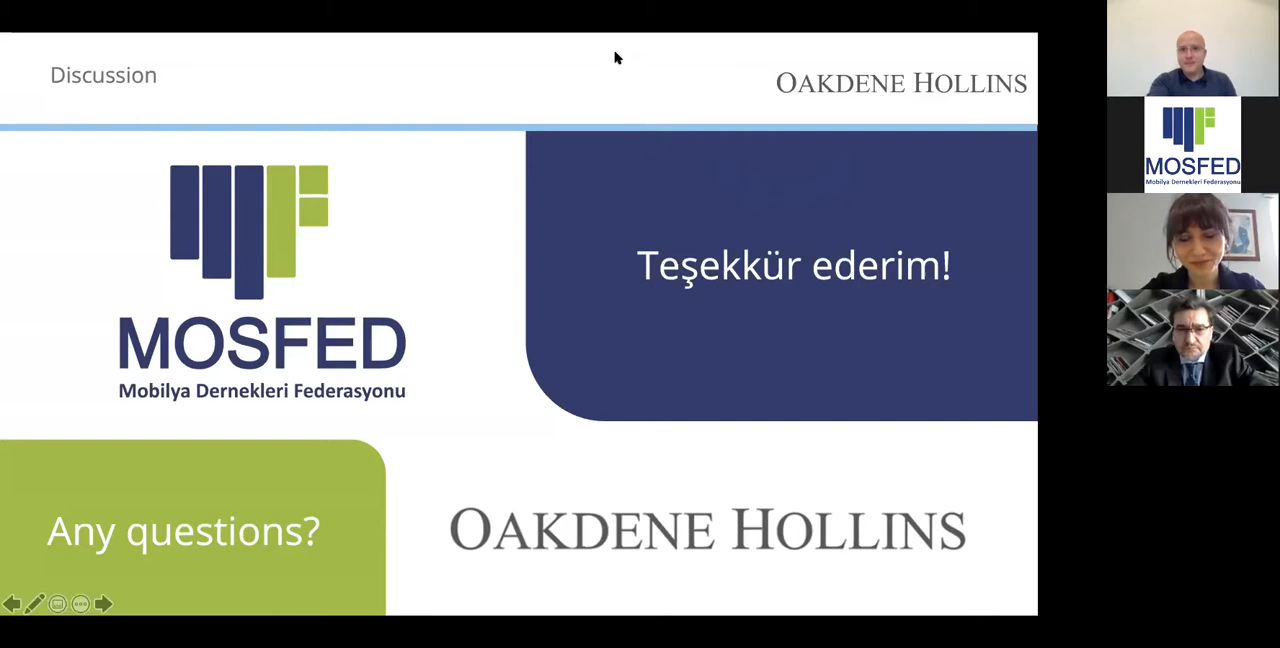 Discussion
OAKDENE HOLLINS
MOSFED
Mobilya Dernekleri Federasyonu
Teşekkür ederim!
Any questions?
OAKDENE HOLLINS
MOSFED
Mobilya Dernekleri Federasyonu